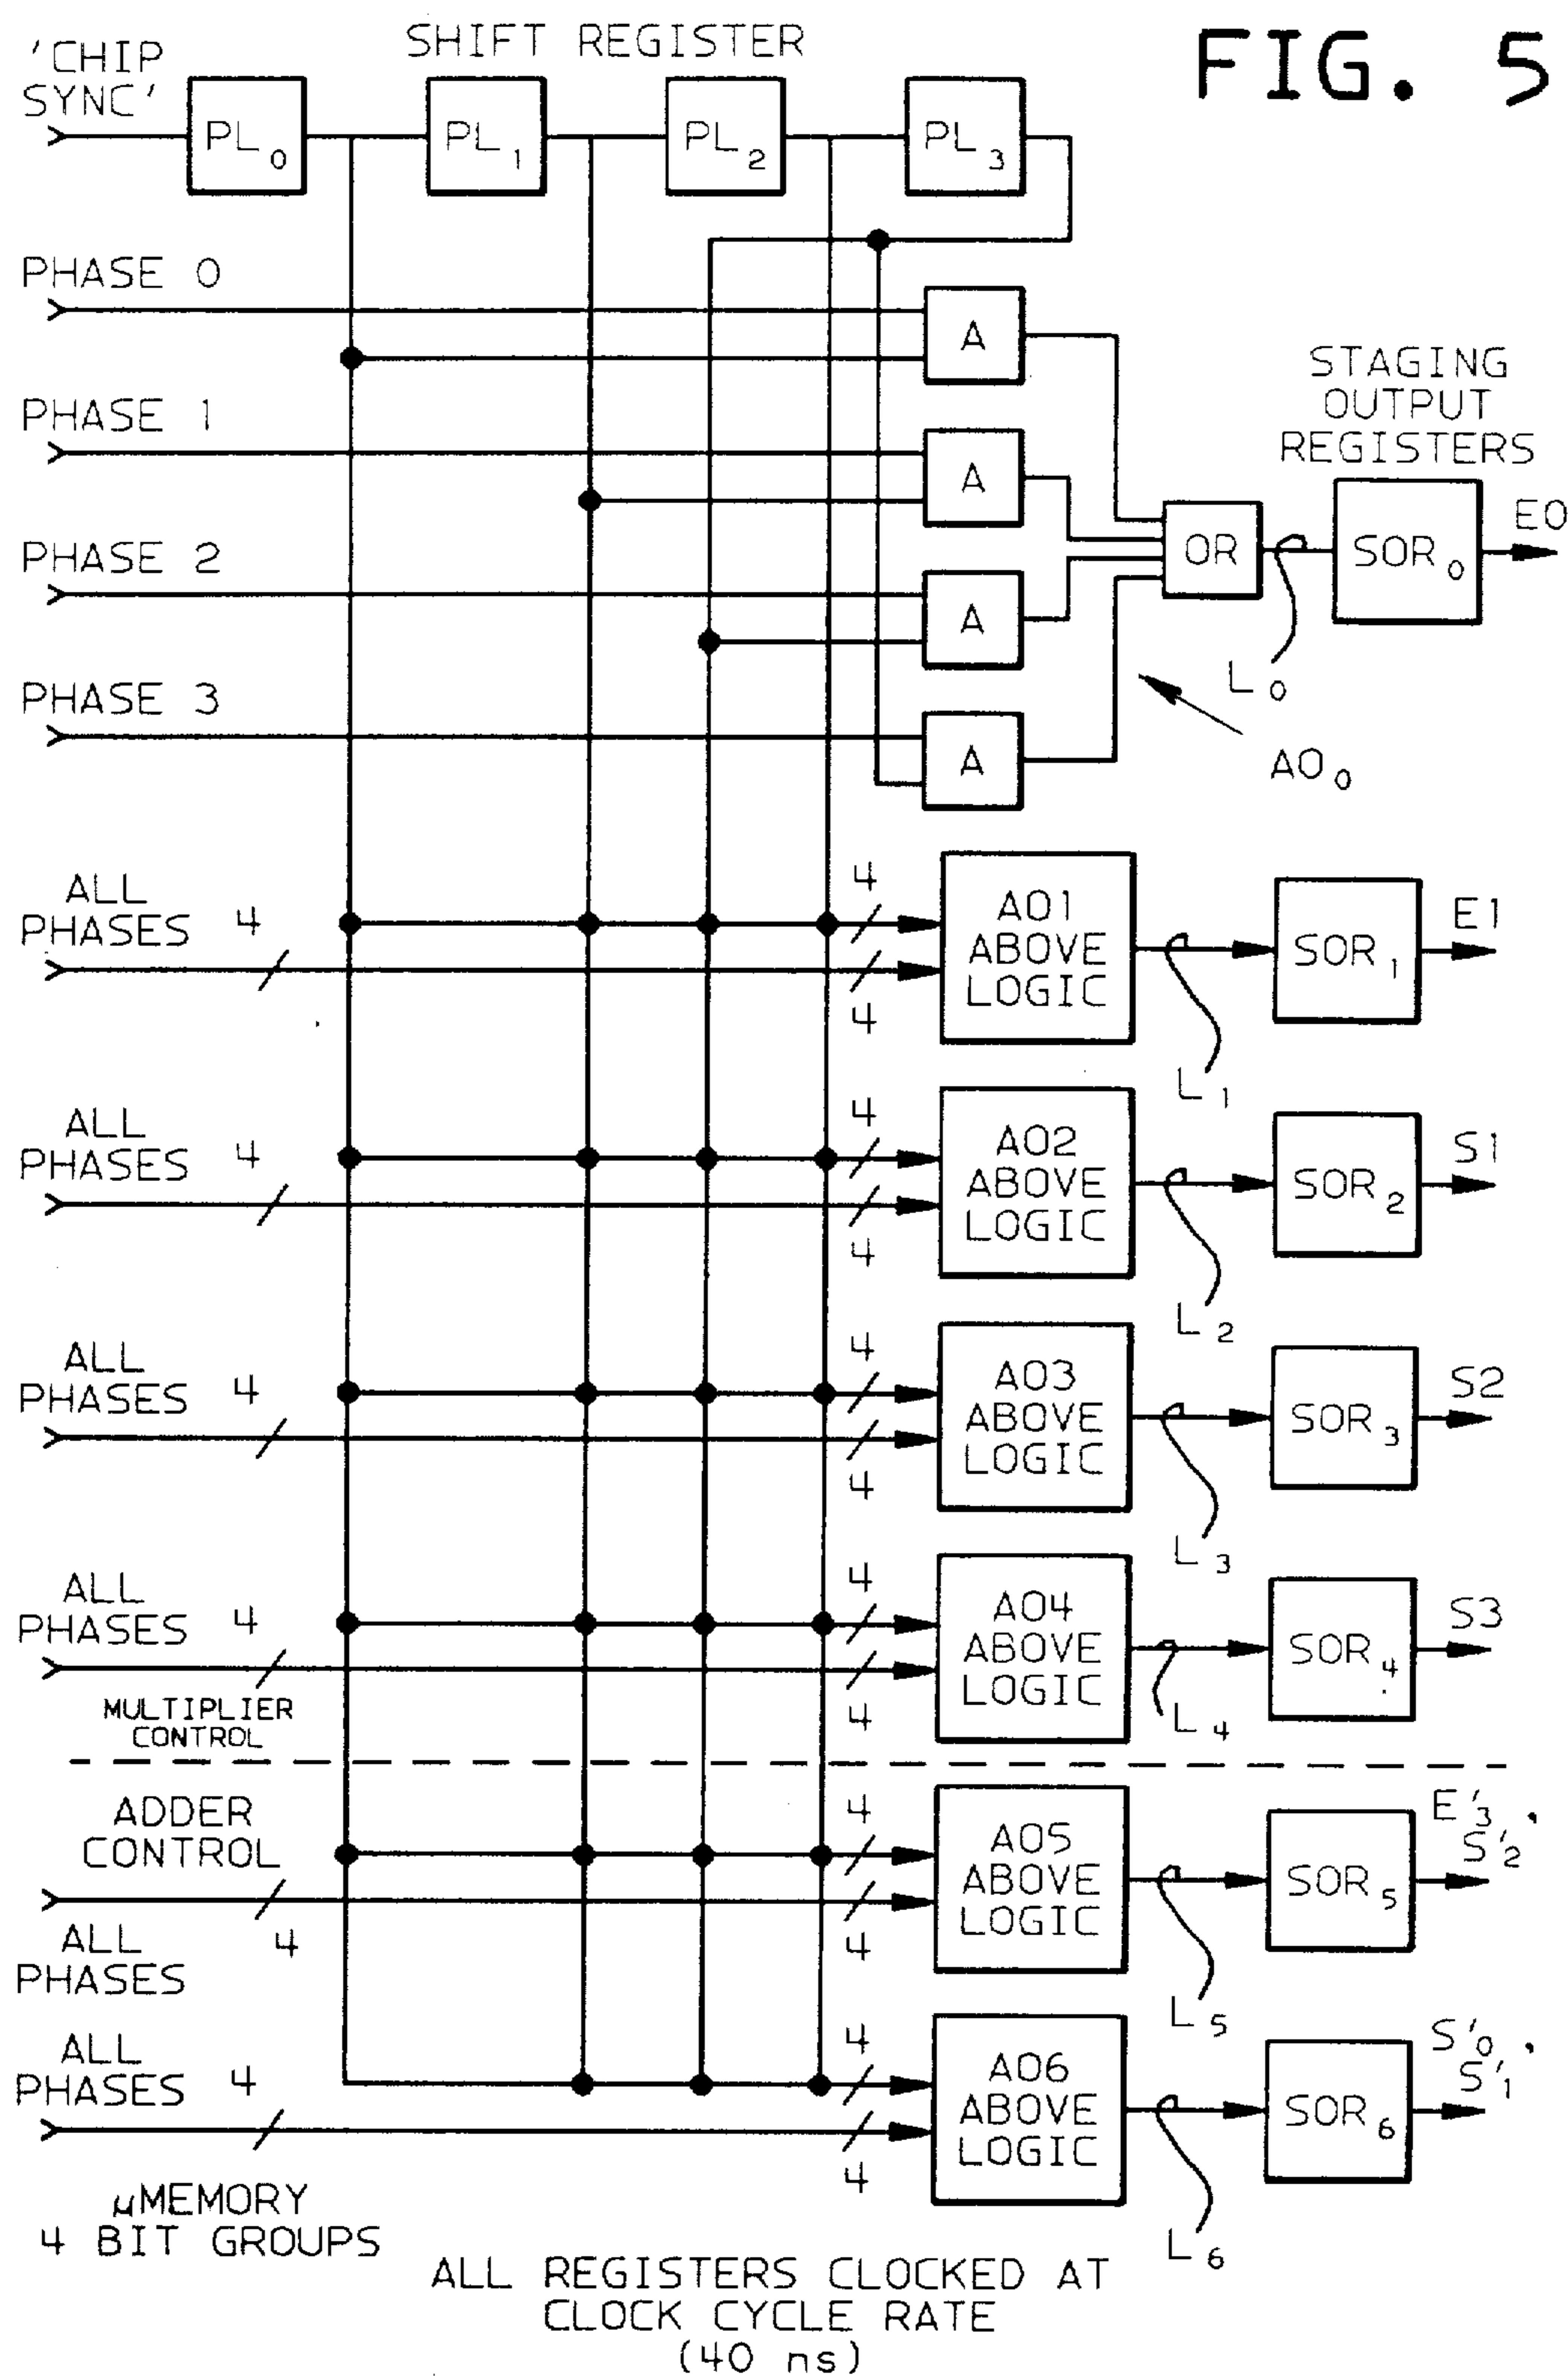 FIG. 5
SHIFT REGISTER
'CHIP
SYNC'
PL0
PL1
PL2
PL3
PHASE 0
A
PHASE 1
A
PHASE 2
A
PHASE 3
A
STAGING
OUTPUT
REGISTERS
OR
SOR0
E0
L0
AO0
ALL
PHASES
4
4
4
AO1
ABOVE
LOGIC
L1
SOR1
E1
ALL
PHASES
4
4
4
AO2
ABOVE
LOGIC
L2
SOR2
S1
ALL
PHASES
4
4
4
AO3
ABOVE
LOGIC
L3
SOR3
S2
ALL
PHASES
4
4
4
AO4
ABOVE
LOGIC
L4
SOR4
S3
MULTIPLIER
CONTROL
ADDER
CONTROL
ALL
PHASES
4
4
4
AO5
ABOVE
LOGIC
L5
SOR5
E'3,
S'2
ALL
PHASES
4
4
4
AO6
ABOVE
LOGIC
L6
SOR6
S'0,
S'1
μMEMORY
4 BIT GROUPS
ALL REGISTERS CLOCKED AT
CLOCK CYCLE RATE
(40 ns)